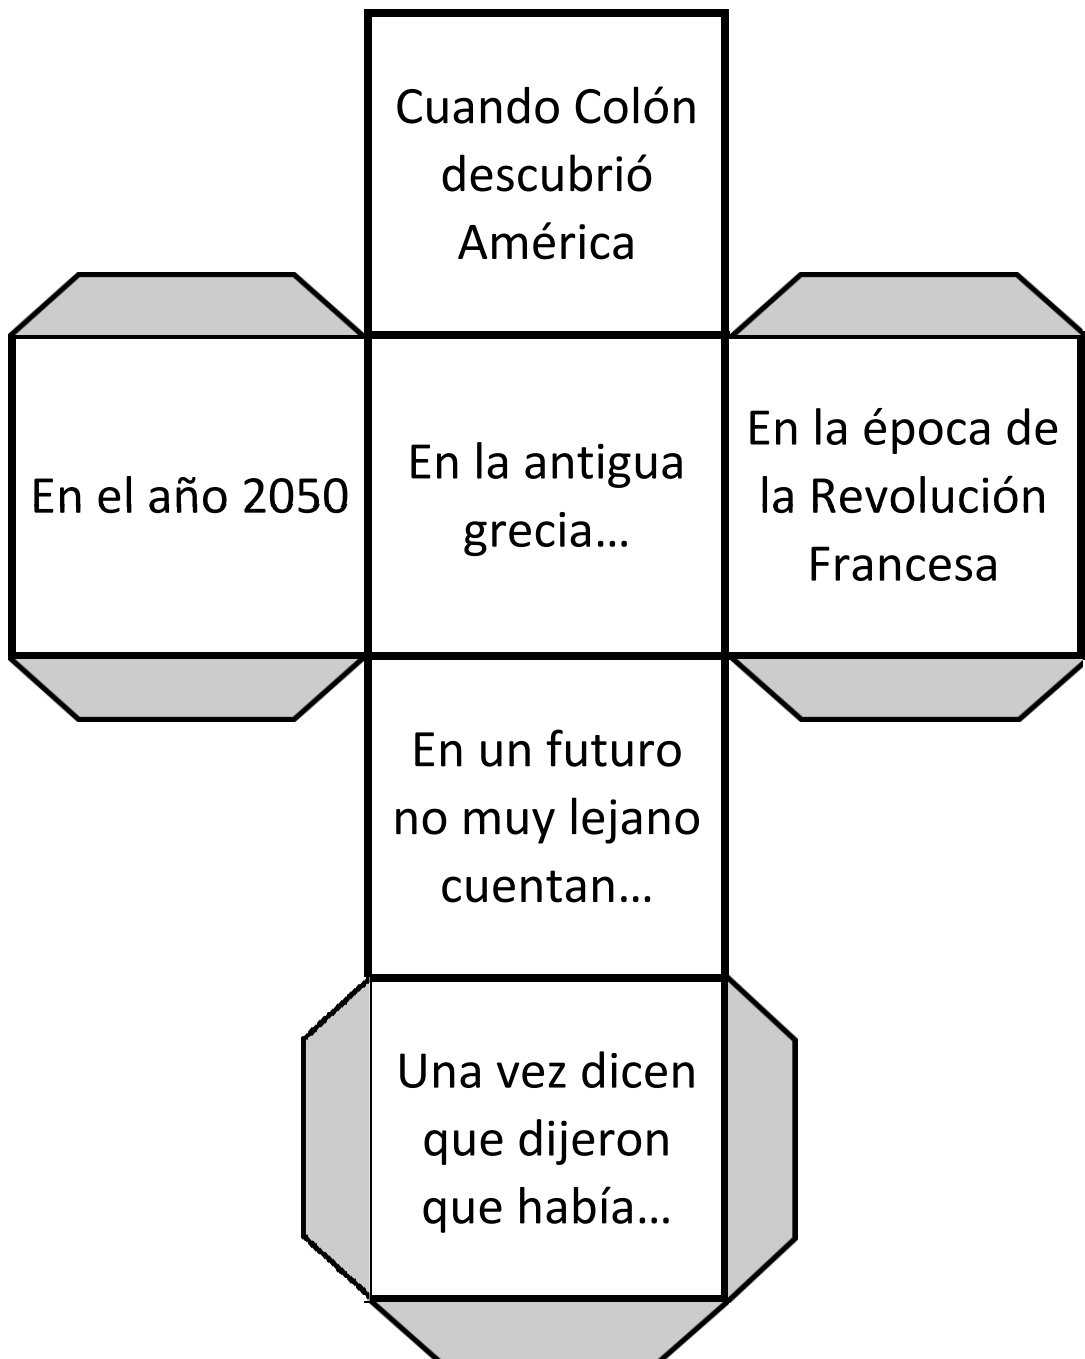 Cuando Colón
descubrió
América
En el año 2050
En la antigua
grecia...
En la época de
la Revolución
Francesa
En un futuro
no muy lejano
cuentan...
Una vez dicen
que dijeron
que había...